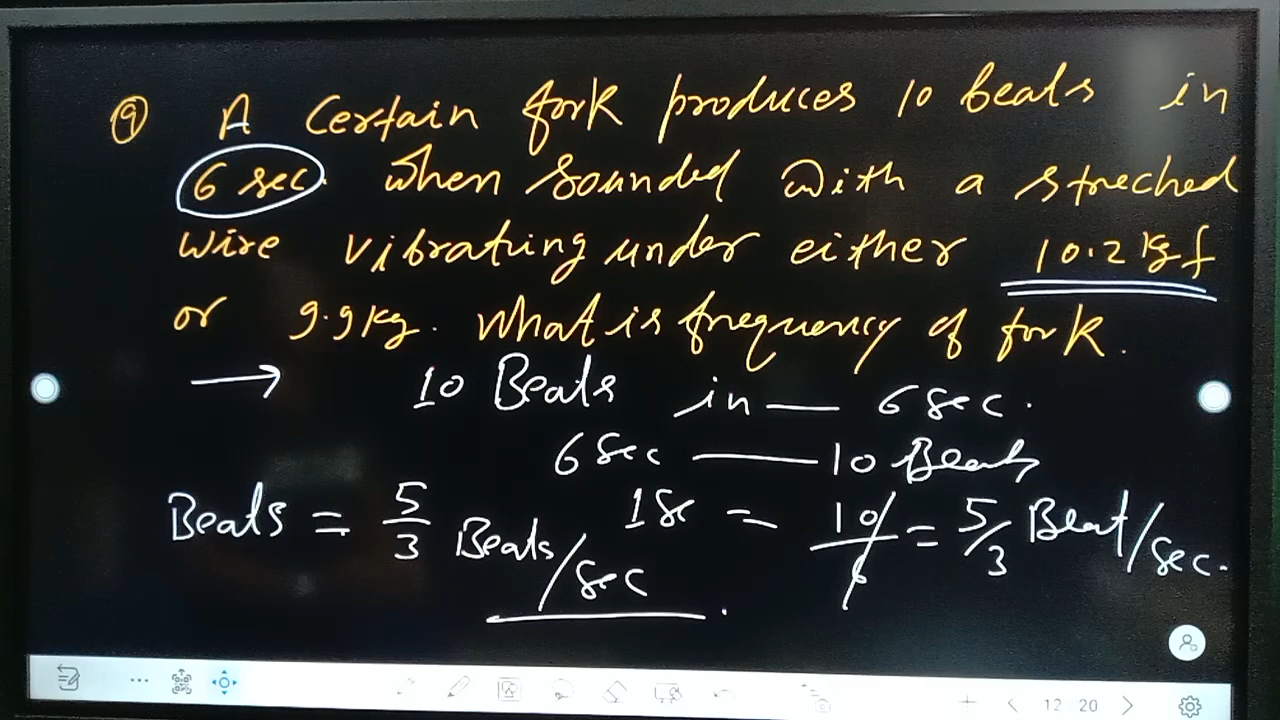 Q A Certain fork produces 10 beats in
6 sec. when sounded with a streched
wire vibrating under either 10.2 kgf
or 9.9 kg. what is frequency of fork.
→ 10 Beats in — 6 sec.
6 Sec — 10 Beats
Beats = 5/3 Beats/sec 1 Sec = 10/6 = 5/3 Beat/sec.
12 20